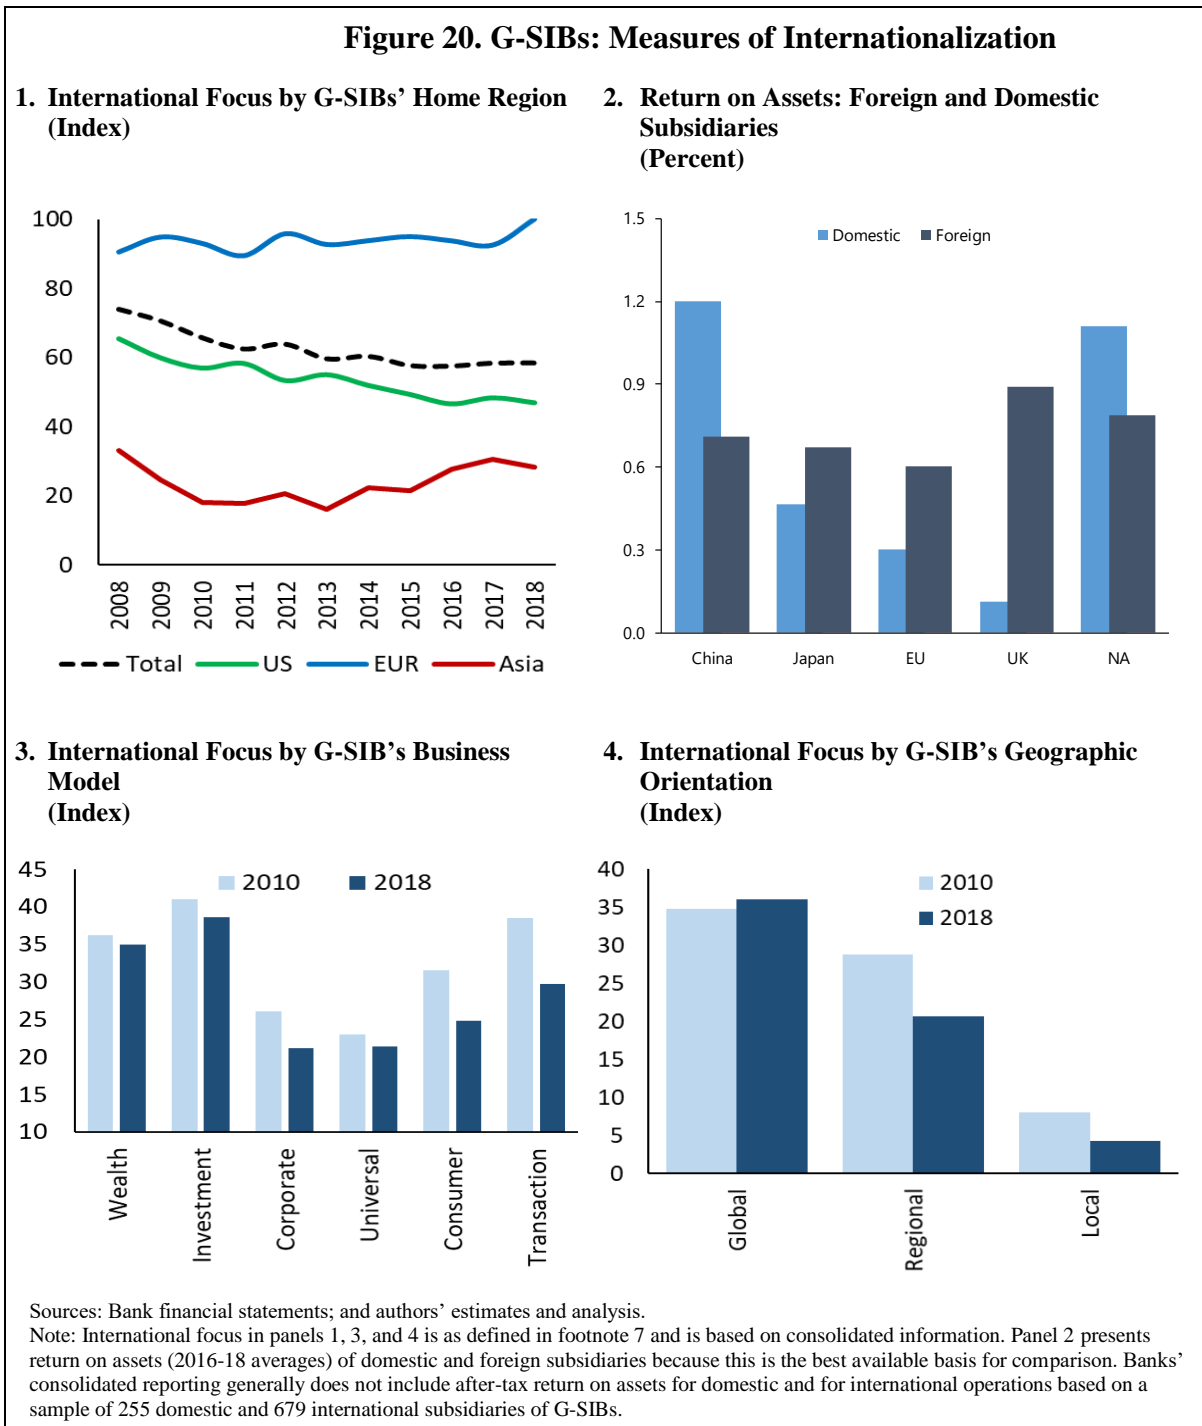 Figure 20. G-SIBs: Measures of Internationalization
1. International Focus by G-SIBs’ Home Region
(Index)
100
80
60
40
20
0
2008
2009
2010
2011
2012
2013
2014
2015
2016
2017
2018
Total US EUR Asia
2. Return on Assets: Foreign and Domestic
Subsidiaries
(Percent)
1.5
1.2
0.9
0.6
0.3
0.0
Domestic Foreign
China Japan EU UK NA
3. International Focus by G-SIB’s Business
Model
(Index)
45
40
35
30
25
20
15
10
2010 2018
Wealth
Investment
Corporate
Universal
Consumer
Transaction
4. International Focus by G-SIB’s Geographic
Orientation
(Index)
40
35
30
25
20
15
10
5
0
2010
2018
Global
Regional
Local
Sources: Bank financial statements; and authors’ estimates and analysis.
Note: International focus in panels 1, 3, and 4 is as defined in footnote 7 and is based on consolidated information. Panel 2 presents
return on assets (2016-18 averages) of domestic and foreign subsidiaries because this is the best available basis for comparison. Banks’
consolidated reporting generally does not include after-tax return on assets for domestic and for international operations based on a
sample of 255 domestic and 679 international subsidiaries of G-SIBs.